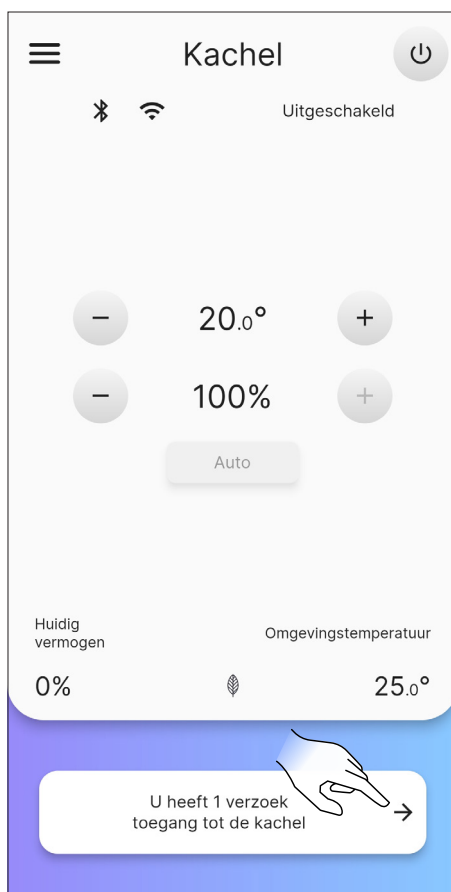 Kachel
Uitgeschakeld
20.0°
100%
Auto
Huidig
vermogen
Omgevingstemperatuur
0%
25.0°
U heeft 1 verzoek
toegang tot de kachel